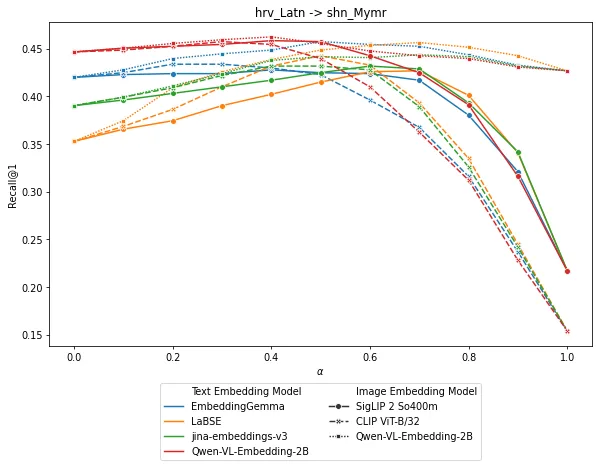 hrv_Latn -> shn_Mymr
Recall@1
0.45
0.40
0.35
0.30
0.25
0.20
0.15
0.0 0.2 0.4 0.6 0.8 1.0
α
Text Embedding Model
EmbeddingGemma
LaBSE
jina-embeddings-v3
Qwen-VL-Embedding-2B
Image Embedding Model
SigLIP 2 So400m
CLIP ViT-B/32
Qwen-VL-Embedding-2B